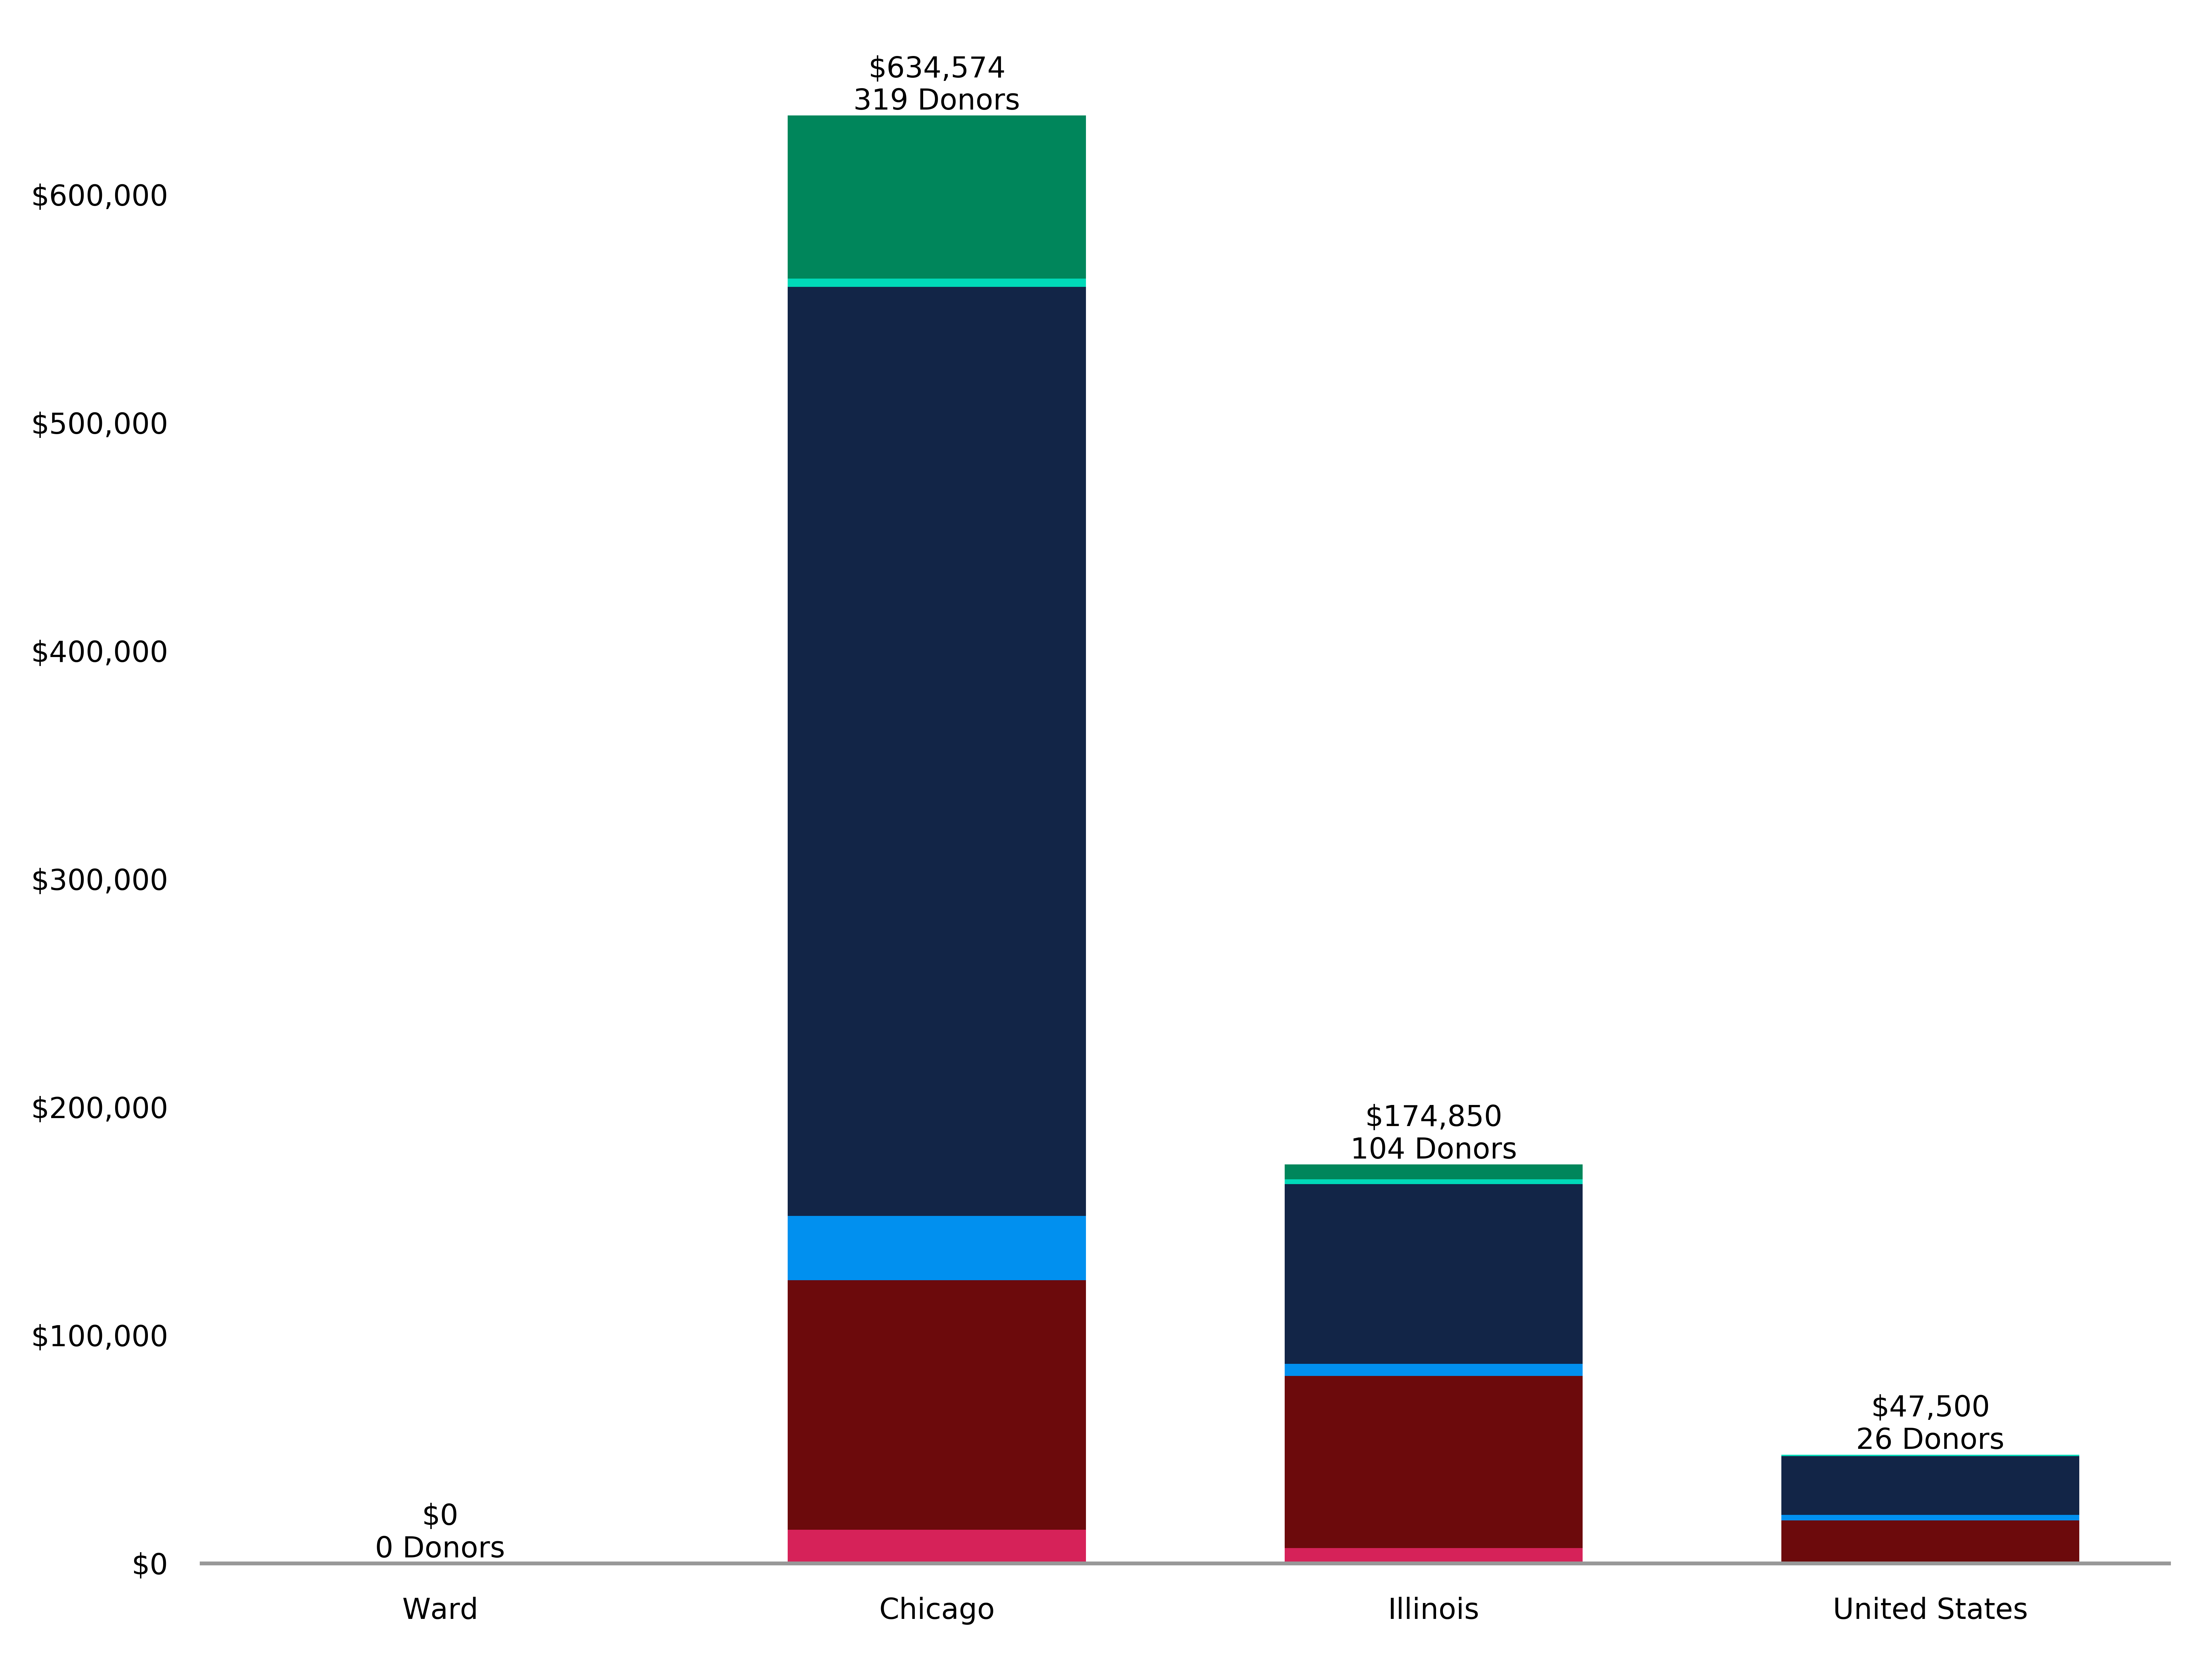 $634,574
319 Donors
$600,000
$500,000
$400,000
$300,000
$200,000
$174,850
104 Donors
$100,000
$47,500
26 Donors
$0
0 Donors
$0
Ward
Chicago
Illinois
United States